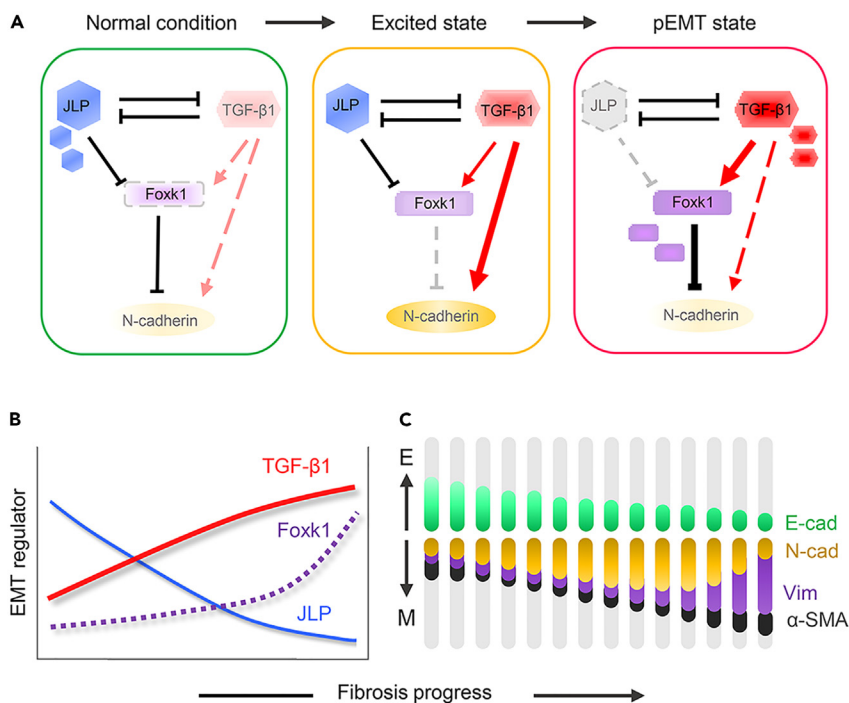 A
Normal condition
Excited state
pEMT state
JLP
TGF-β1
Foxk1
N-cadherin
JLP
TGF-β1
Foxk1
N-cadherin
JLP
TGF-β1
Foxk1
N-cadherin
B
EMT regulator
TGF-β1
Foxk1
JLP
C
E
M
E-cad
N-cad
Vim
α-SMA
Fibrosis progress